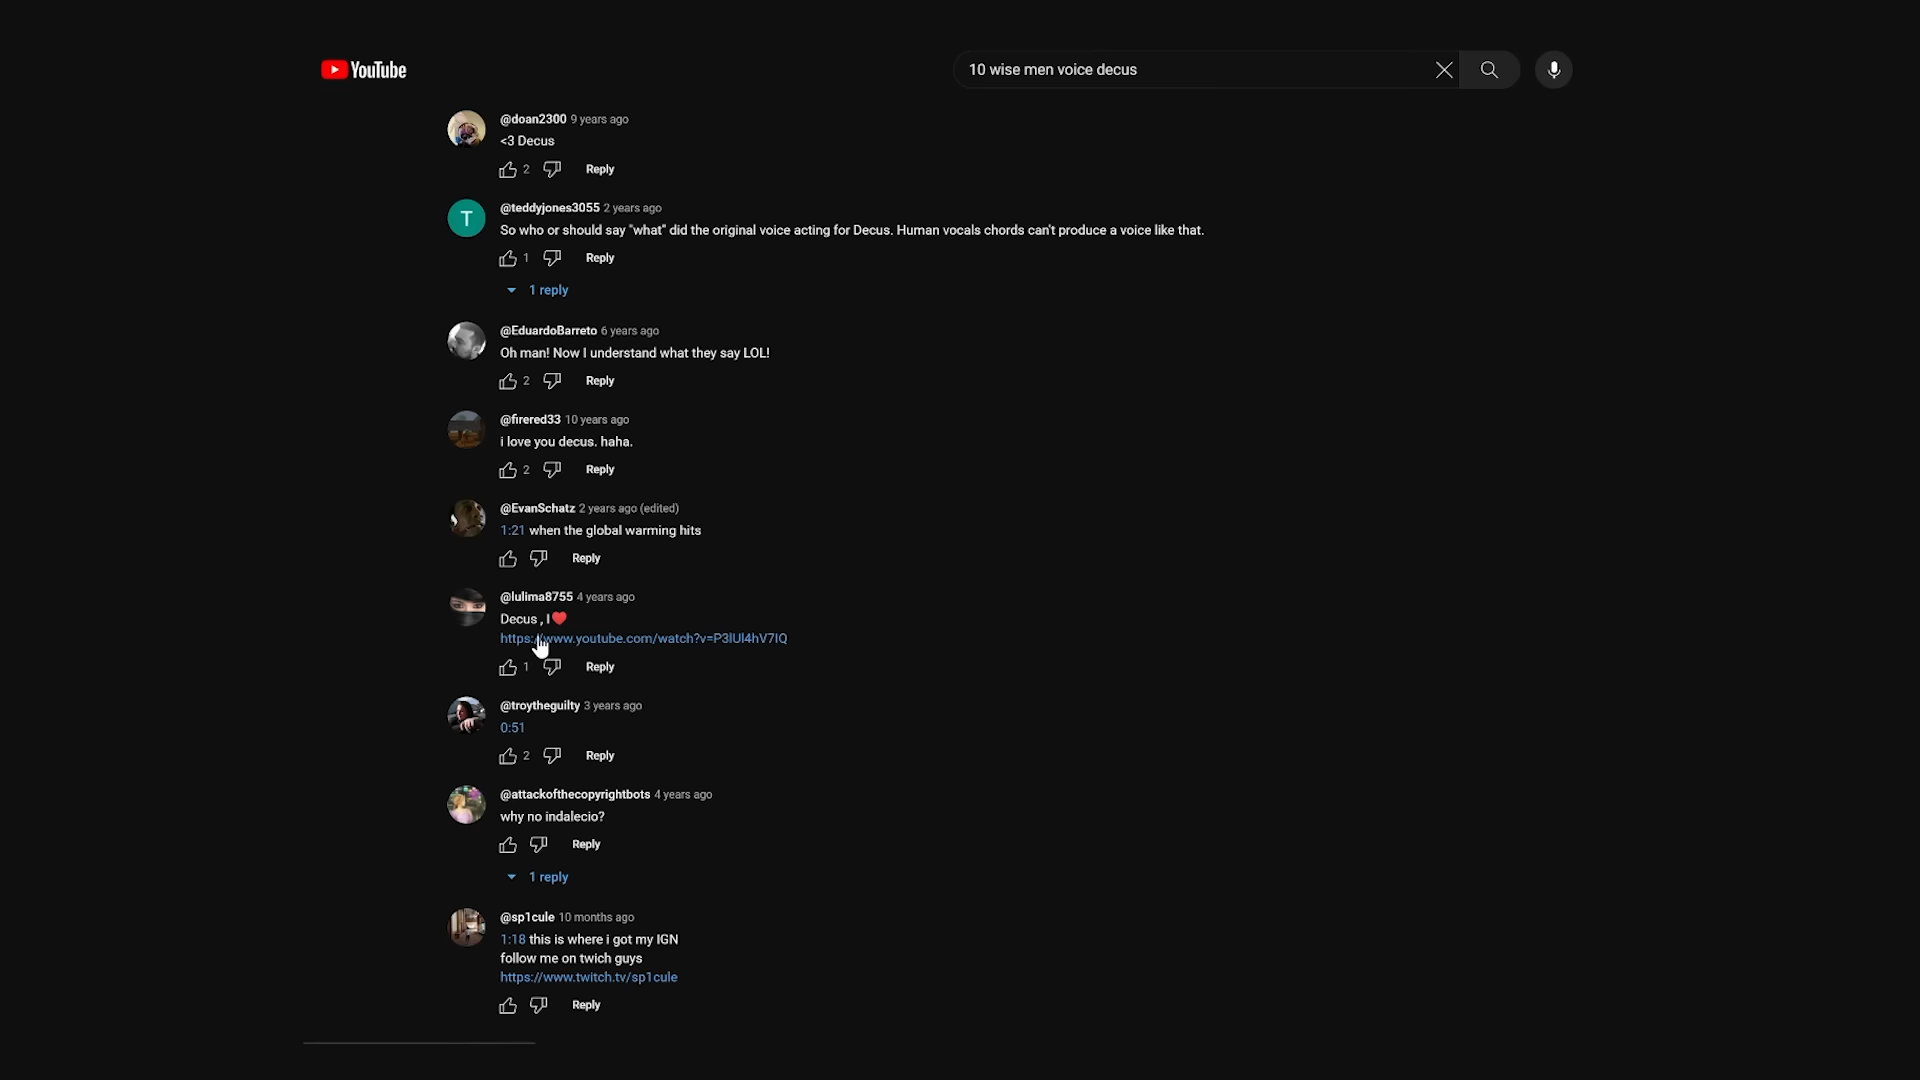 YouTube
10 wise men voice decus
@doan2300 9 years ago
<3 Decus
2 Reply
@teddyjones3055 2 years ago
T
So who or should say "what" did the original voice acting for Decus. Human vocals chords can't produce a voice like that.
1 Reply
1 reply
@EduardoBarreto 6 years ago
Oh man! Now I understand what they say LOL!
2 Reply
@firered33 10 years ago
i love you decus. haha.
2 Reply
@EvanSchatz 2 years ago (edited)
1:21 when the global warming hits
Reply
@lulima8755 4 years ago
Decus , I❤️
https://www.youtube.com/watch?v=P3lUl4hV7IQ
1 Reply
@troytheguilty 3 years ago
0:51
2 Reply
@attackofthecopyrightbots 4 years ago
why no indalecio?
Reply
1 reply
@sp1cule 10 months ago
1:18 this is where i got my IGN
follow me on twich guys
https://www.twitch.tv/sp1cule
Reply